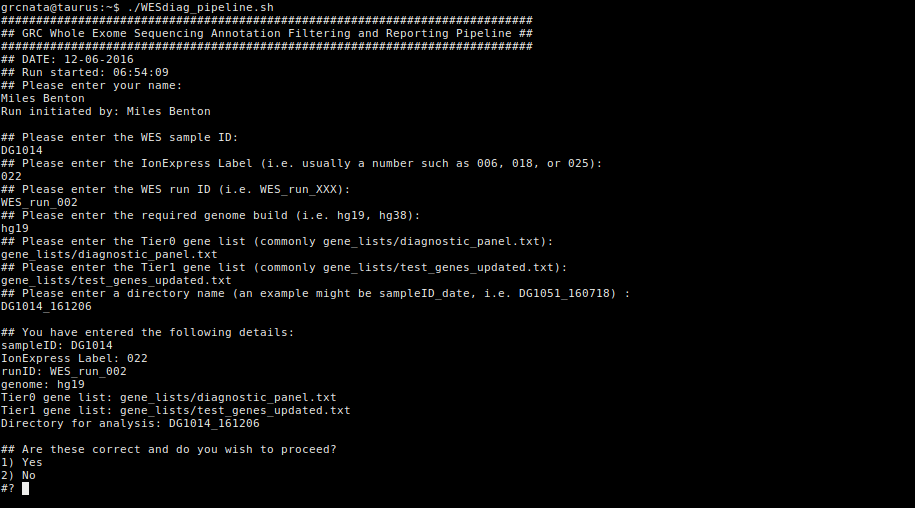 grcnata@taurus:~$ ./WESdiag_pipeline.sh
############################################################################
## GRC Whole Exome Sequencing Annotation Filtering and Reporting Pipeline ##
############################################################################
## DATE: 12-06-2016
## Run started: 06:54:09
## Please enter your name:
Miles Benton
Run initiated by: Miles Benton
## Please enter the WES sample ID:
DG1014
## Please enter the IonExpress Label (i.e. usually a number such as 006, 018, or 025):
022
## Please enter the WES run ID (i.e. WES_run_XXX):
WES_run_002
## Please enter the required genome build (i.e. hg19, hg38):
hg19
## Please enter the Tier0 gene list (commonly gene_lists/diagnostic_panel.txt):
gene_lists/diagnostic_panel.txt
## Please enter the Tier1 gene list (commonly gene_lists/test_genes_updated.txt):
gene_lists/test_genes_updated.txt
## Please enter a directory name (an example might be sampleID_date, i.e. DG1051_160718) :
DG1014_161206
## You have entered the following details:
sampleID: DG1014
IonExpress Label: 022
runID: WES_run_002
genome: hg19
Tier0 gene list: gene_lists/diagnostic_panel.txt
Tier1 gene list: gene_lists/test_genes_updated.txt
Directory for analysis: DG1014_161206
## Are these correct and do you wish to proceed?
1) Yes
2) No
#?